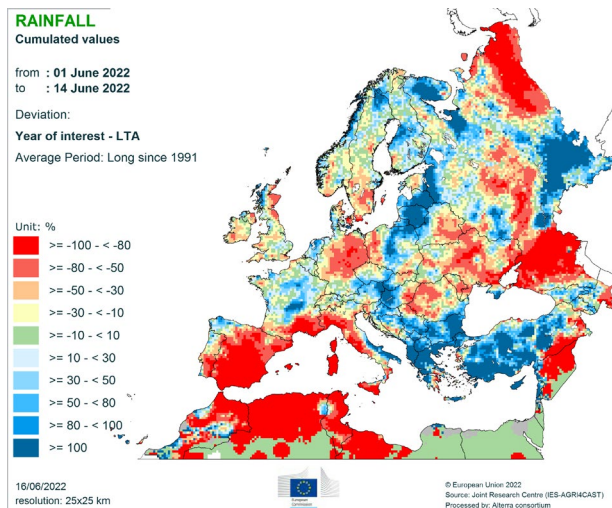 RAINFALL
Cumulated values
from : 01 June 2022
to : 14 June 2022
Deviation:
Year of interest - LTA
Average Period: Long since 1991
Unit: %
>= -100 - < -80
>= -80 - < -50
>= -50 - < -30
>= -30 - < -10
>= -10 - < 10
>= 10 - < 30
>= 30 - < 50
>= 50 - < 80
>= 80 - < 100
>= 100
16/06/2022
resolution: 25x25 km
European
Commission
© European Union 2022
Source: Joint Research Centre (IES-AGRI4CAST)
Processed by: Alterra consortium